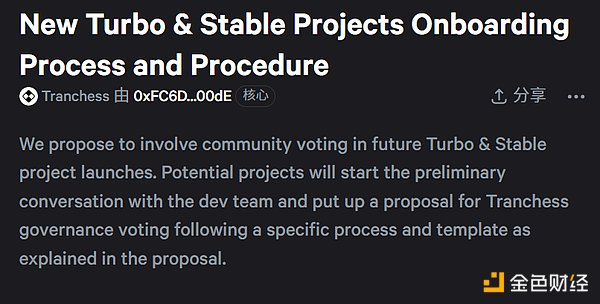 New Turbo & Stable Projects Onboarding
Process and Procedure
Tranchess 由 0xFC6D...00dE 核心 分享
We propose to involve community voting in future Turbo & Stable
project launches. Potential projects will start the preliminary
conversation with the dev team and put up a proposal for Tranchess
governance voting following a specific process and template as
explained in the proposal.
金色财经